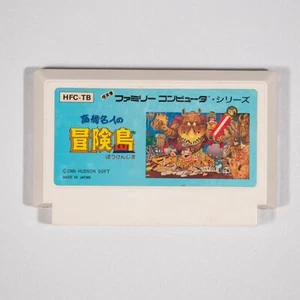 HFC-TB
ファミリー コンピュータ・シリーズ
高橋名人の
冒険島
ぼうけんじま
©1986 HUDSON SOFT
MADE IN JAPAN